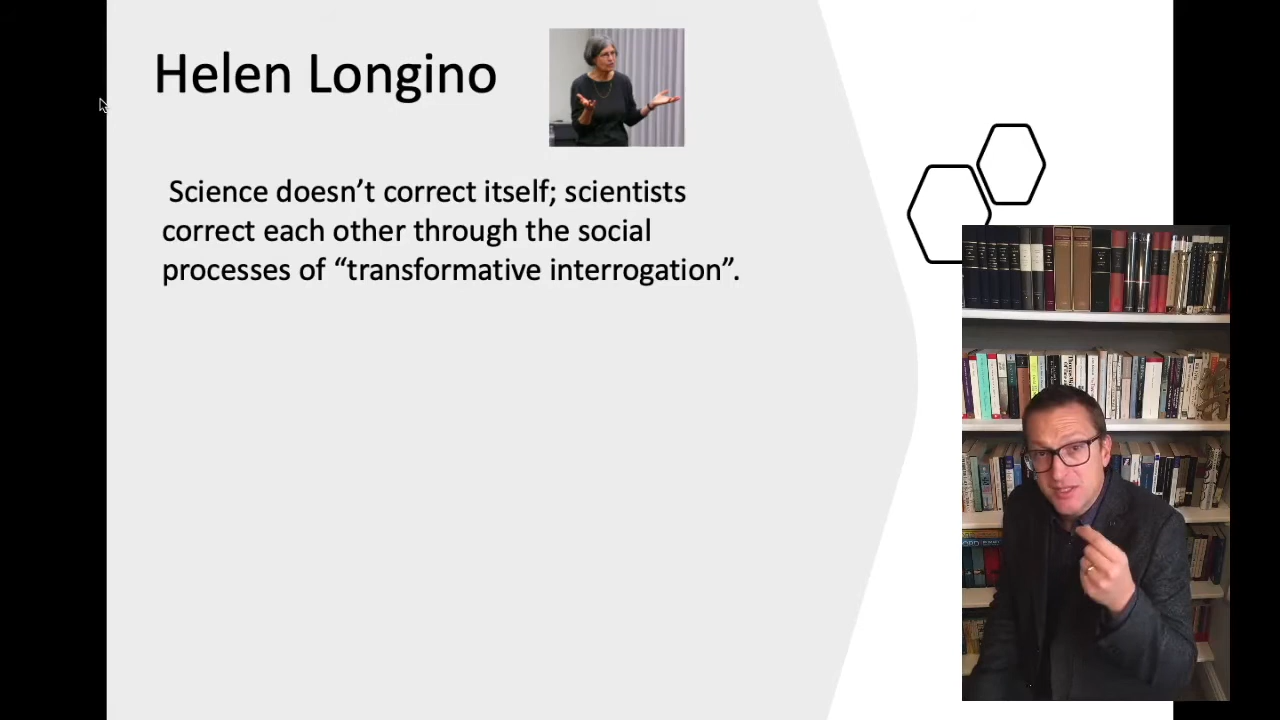 Helen Longino
Science doesn’t correct itself; scientists
correct each other through the social
processes of “transformative interrogation”.